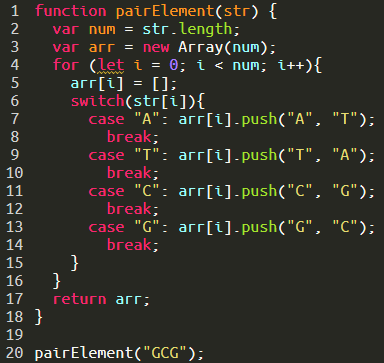 1 function pairElement(str) {
2   var num = str.length;
3   var arr = new Array(num);
4   for (let i = 0; i < num; i++){
5     arr[i] = [];
6     switch(str[i]){
7       case "A": arr[i].push("A", "T");
8         break;
9       case "T": arr[i].push("T", "A");
10         break;
11       case "C": arr[i].push("C", "G");
12         break;
13       case "G": arr[i].push("G", "C");
14         break;
15     }
16   }
17   return arr;
18 }
19
20 pairElement("GCG");